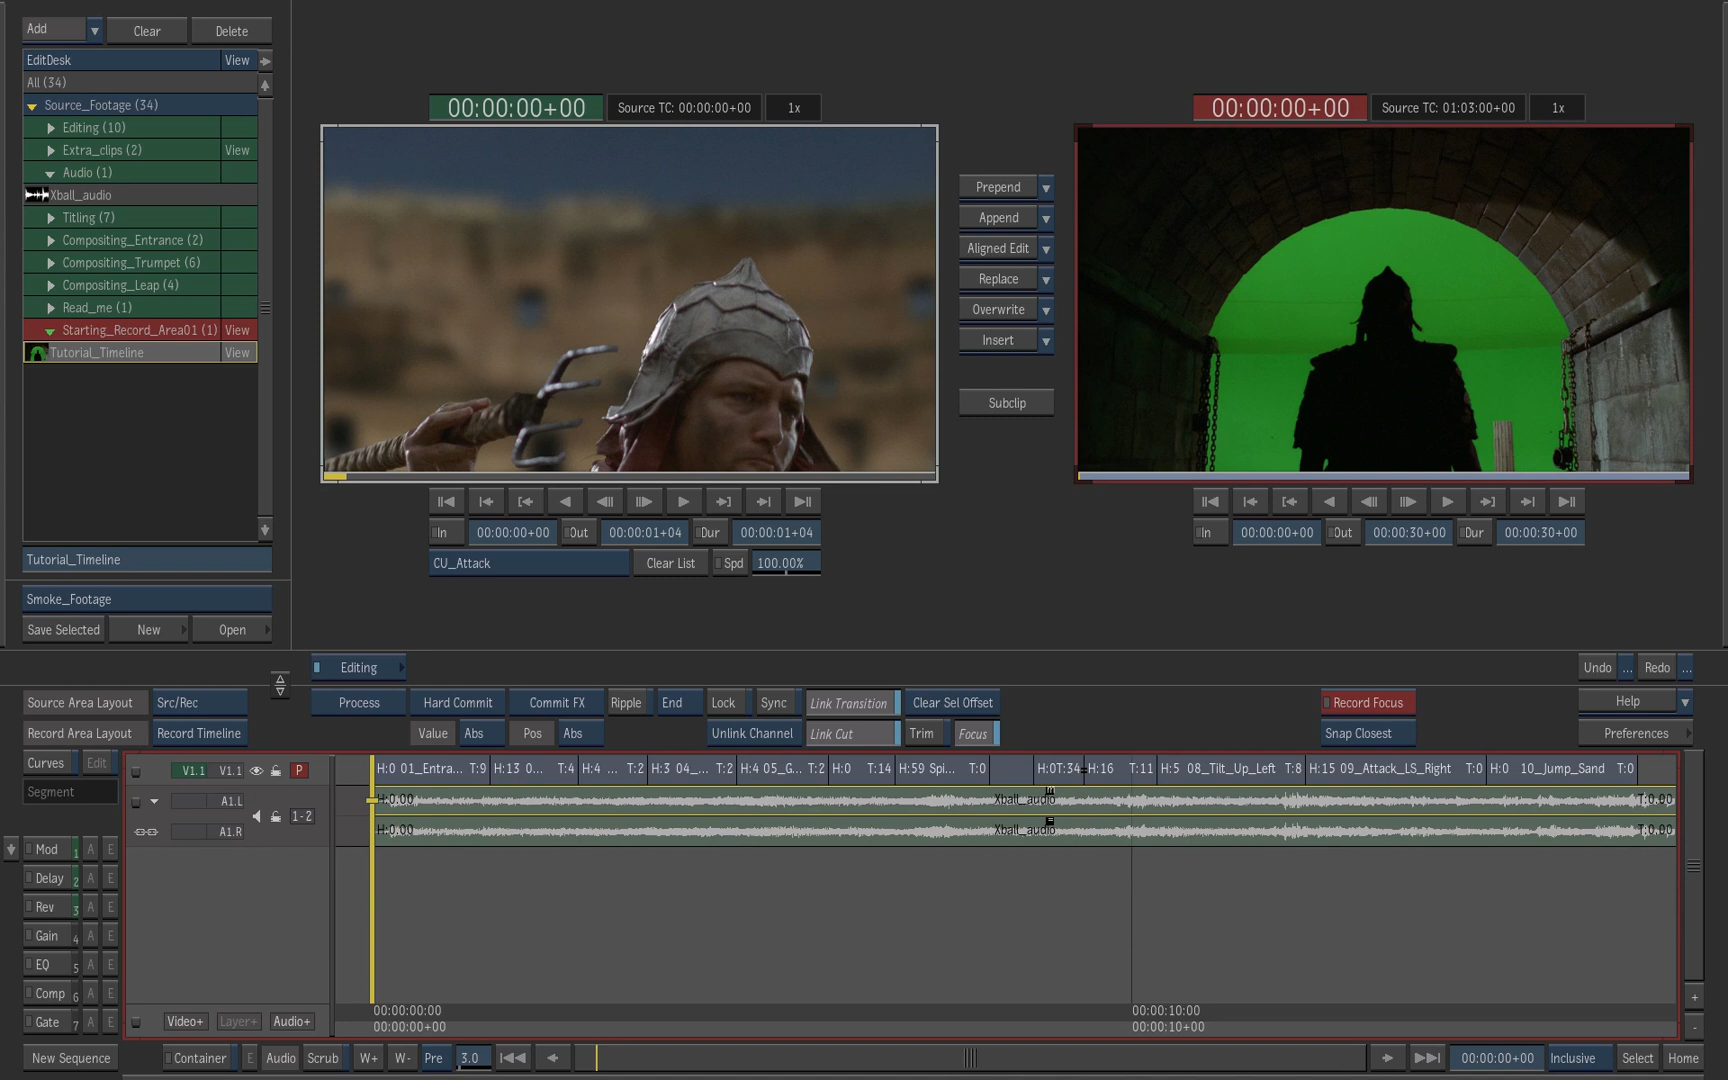 Add Clear Delete
EditDesk View
All (34)
Source_Footage (34)
Editing (10)
Extra_clips (2) View
Audio (1)
Xball_audio
Titling (7)
Compositing_Entrance (2)
Compositing_Trumpet (6)
Compositing_Leap (4)
Read_me (1)
Starting_Record_Area01 (1) View
Tutorial_Timeline View
Tutorial_Timeline
Smoke_Footage
Save Selected New Open
00:00:00+00 Source TC: 00:00:00+00 1x
In 00:00:00+00 Out 00:00:01+04 Dur 00:00:01+04
CU_Attack Clear List Spd 100.00%
Prepend
Append
Aligned Edit
Replace
Overwrite
Insert
Subclip
00:00:00+00 Source TC: 01:03:00+00 1x
In 00:00:00+00 Out 00:00:30+00 Dur 00:00:30+00
Editing Undo ... Redo ...
Source Area Layout Src/Rec Process Hard Commit Commit FX Ripple End Lock Sync Link Transition Clear Sel Offset Record Focus Help
Record Area Layout Record Timeline Value Abs Pos Abs Unlink Channel Link Cut Trim Focus Snap Closest Preferences
Curves Edit
Segment
V1.1 V1.1 P H:0 01_Entra... T:9 H:13 0... T:4 H:4 ... T:2 H:3 04_... T:2 H:4 05_G... T:2 H:0 T:14 H:59 Spi... T:0 H:0T:34 H:16 T:11 H:5 08_Tilt_Up_Left T:8 H:15 09_Attack_LS_Right T:0 H:0 10_Jump_Sand T:0
A1.L H:0.00 Xball_audio T:0.00
1-2
A1.R H:0.00 Xball_audio T:0.00
Mod 1 A E
Delay 2 A E
Rev 3 A E
Gain 4 A E
EQ 5 A E
Comp 6 A E
Gate 7 A E
Video+ Layer+ Audio+
00:00:00:00 00:00:10:00
00:00:00+00 00:00:10+00
New Sequence Container E Audio Scrub W+ W- Pre 3.0 00:00:00+00 Inclusive Select Home
+
-